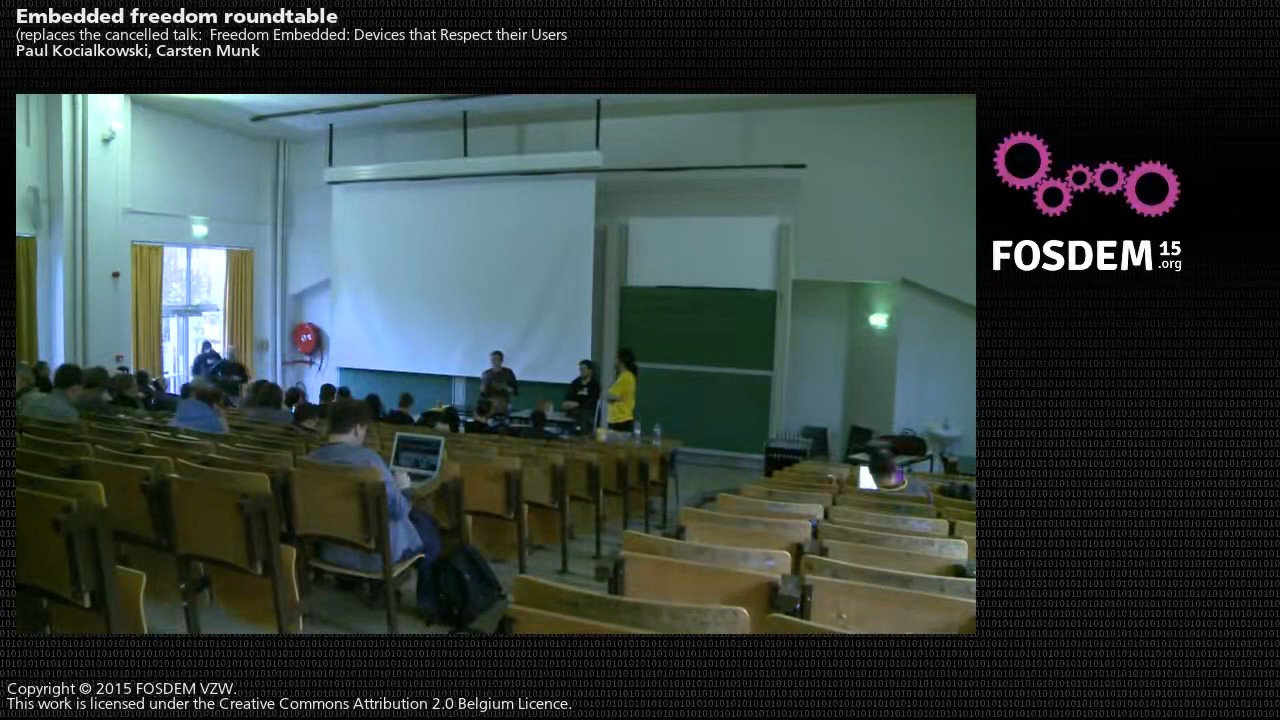 Embedded freedom roundtable
(replaces the cancelled talk:  Freedom Embedded: Devices that Respect their Users
Paul Kocialkowski, Carsten Munk
FOSDEM 15
.org
Copyright © 2015 FOSDEM VZW.
This work is licensed under the Creative Commons Attribution 2.0 Belgium Licence.